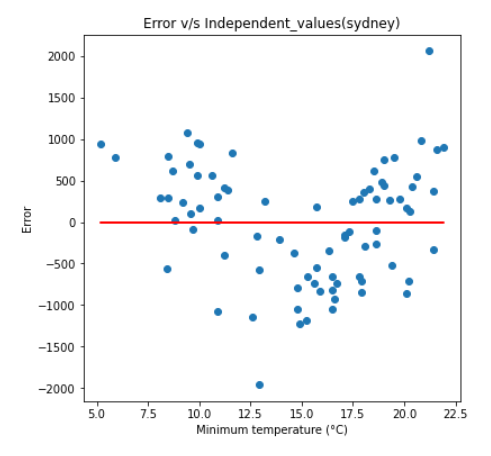 Error v/s Independent_values(sydney)
2000
1500
1000
500
0
−500
−1000
−1500
−2000
Error
5.0 7.5 10.0 12.5 15.0 17.5 20.0 22.5
Minimum temperature (°C)